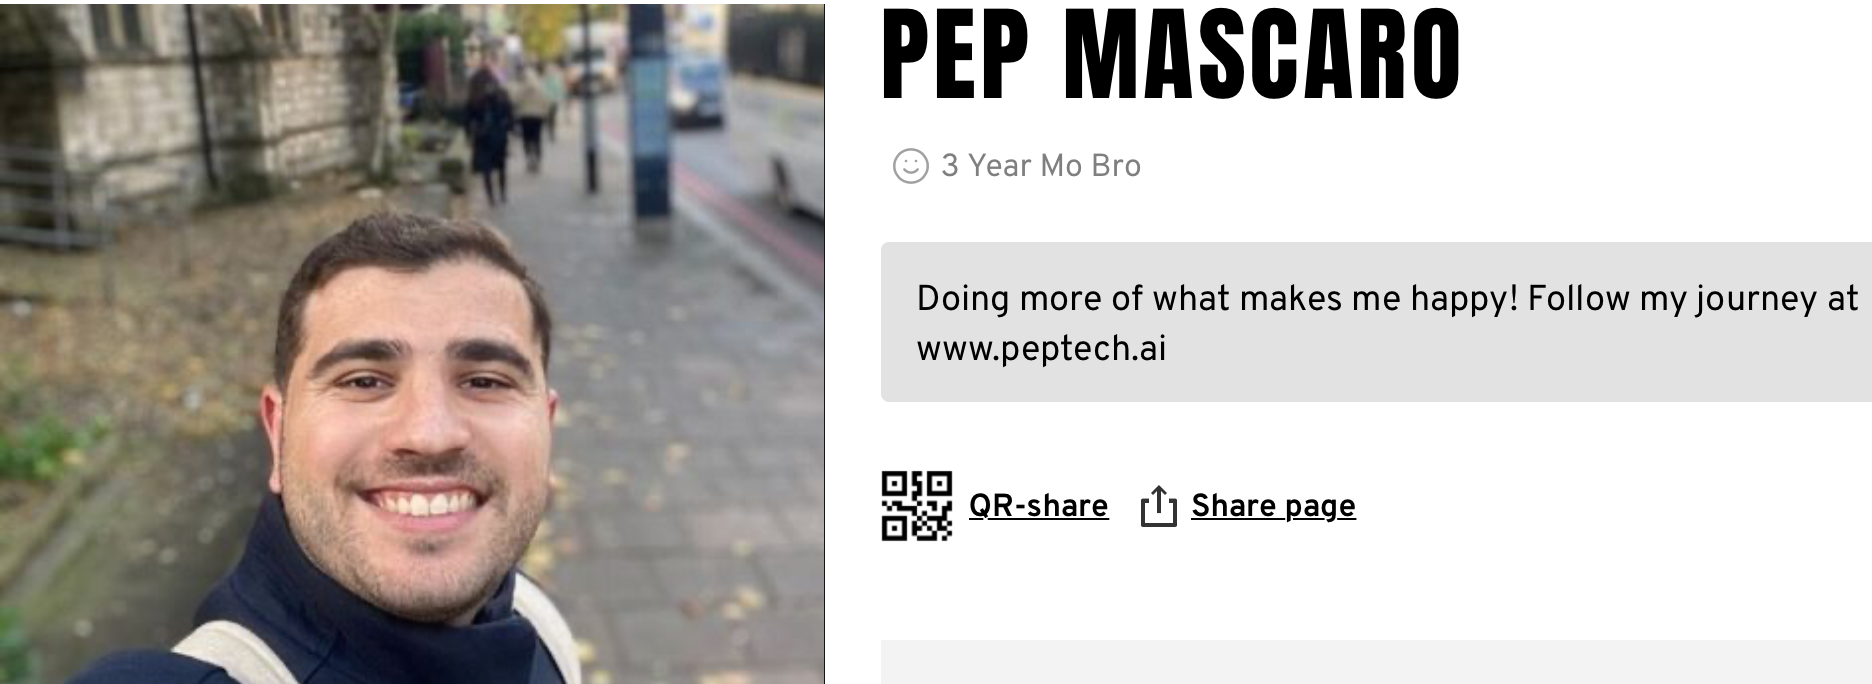 PEP MASCARO
3 Year Mo Bro
Doing more of what makes me happy! Follow my journey at
www.peptech.ai
QR-share Share page